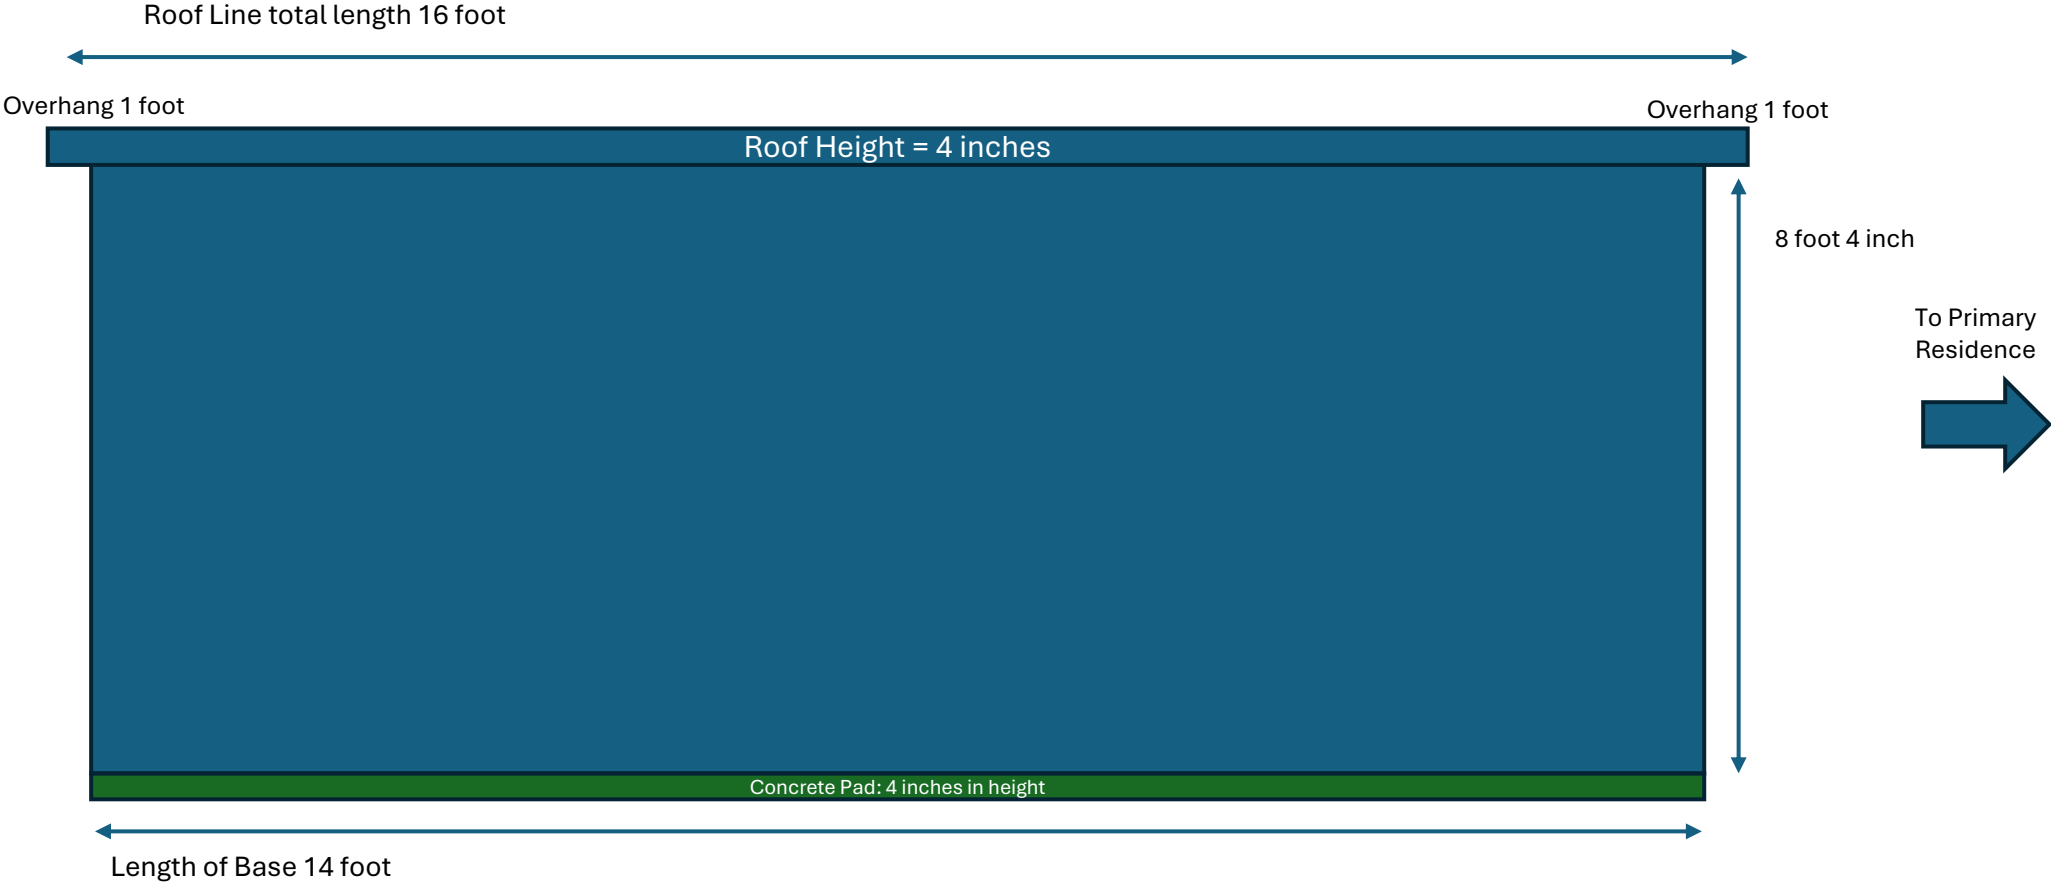 Roof Line total length 16 foot
Overhang 1 foot
Overhang 1 foot
Roof Height = 4 inches
8 foot 4 inch
To Primary
Residence
Concrete Pad: 4 inches in height
Length of Base 14 foot